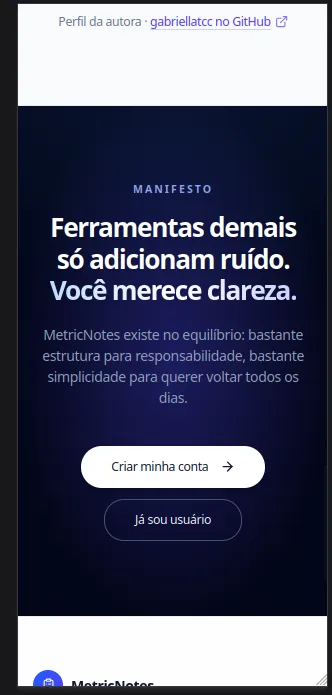 Perfil da autora · gabriellatcc no GitHub
MANIFESTO
Ferramentas demais
só adicionam ruído.
Você merece clareza.
MetricNotes existe no equilíbrio: bastante
estrutura para responsabilidade, bastante
simplicidade para querer voltar todos os
dias.
Criar minha conta
Já sou usuário
MetricNotes